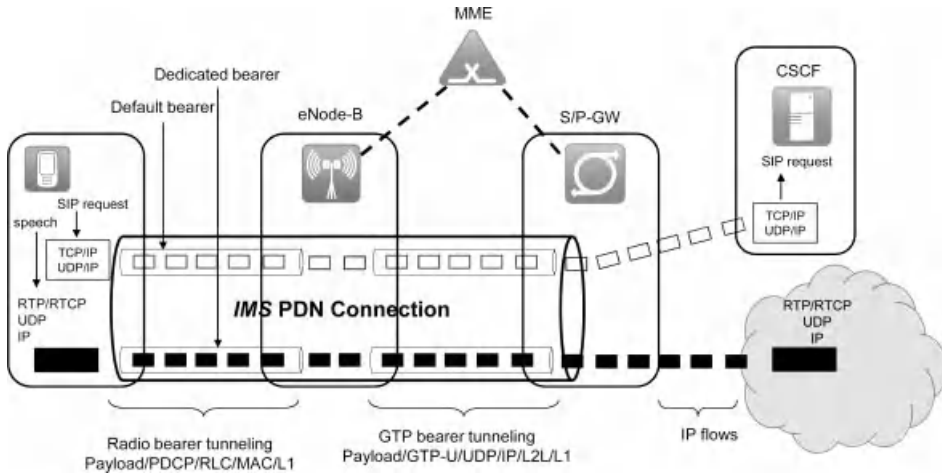 MME
Dedicated bearer
Default bearer
eNode-B
S/P-GW
CSCF
SIP request
TCP/IP
UDP/IP
SIP request
speech
TCP/IP
UDP/IP
RTP/RTCP
UDP
IP
IMS PDN Connection
RTP/RTCP
UDP
IP
Radio bearer tunneling
Payload/PDCP/RLC/MAC/L1
GTP bearer tunneling
Payload/GTP-U/UDP/IP/L2L/L1
IP flows